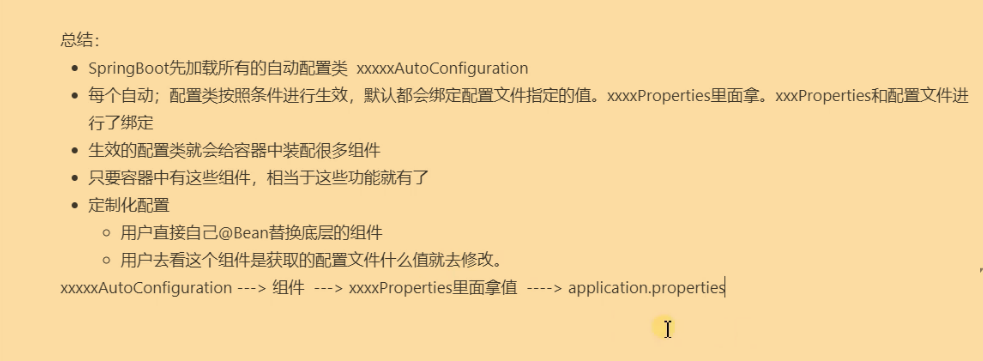 总结：
SpringBoot先加载所有的自动配置类 xxxxxAutoConfiguration
每个自动；配置类按照条件进行生效，默认都会绑定配置文件指定的值。xxxxProperties里面拿。xxxProperties和配置文件进
行了绑定
生效的配置类就会给容器中装配很多组件
只要容器中有这些组件，相当于这些功能就有了
定制化配置
用户直接自己@Bean替换底层的组件
用户去看这个组件是获取的配置文件什么值就去修改。
xxxxxAutoConfiguration ---> 组件 ---> xxxxProperties里面拿值 ----> application.properties